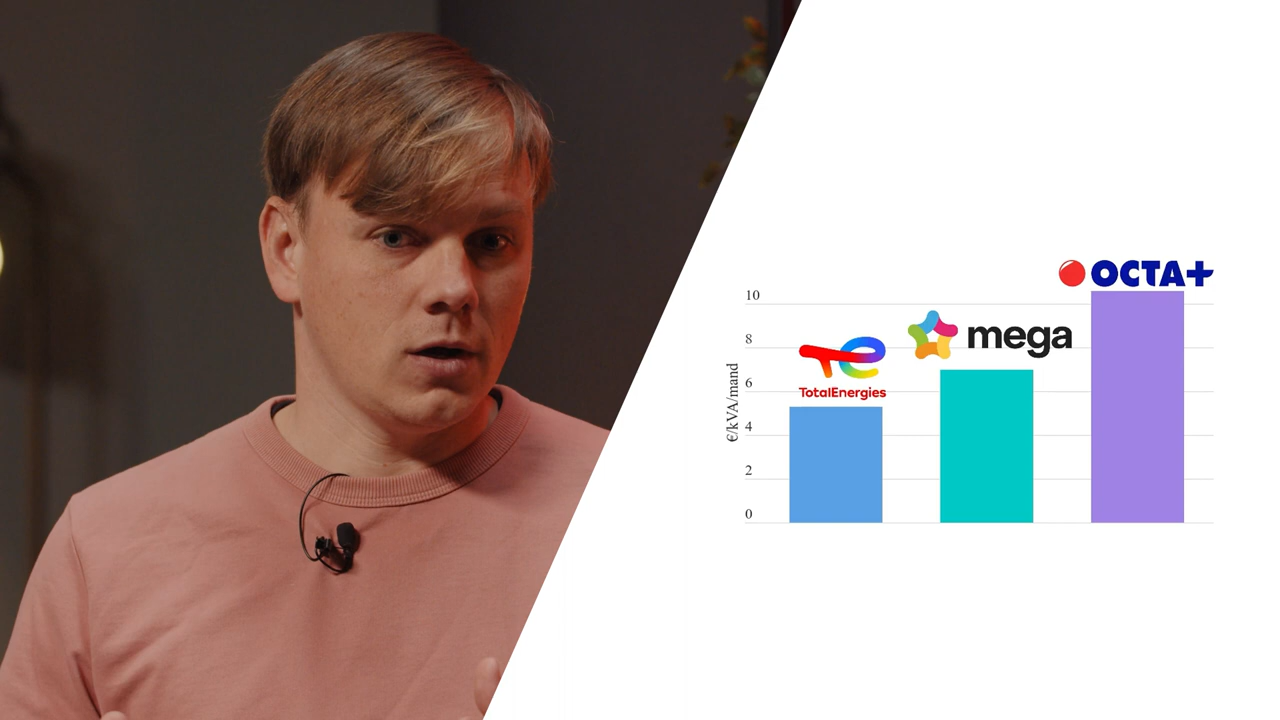 OCTA+
mega
TotalEnergies
€/kVA/mand
10
8
6
4
2
0